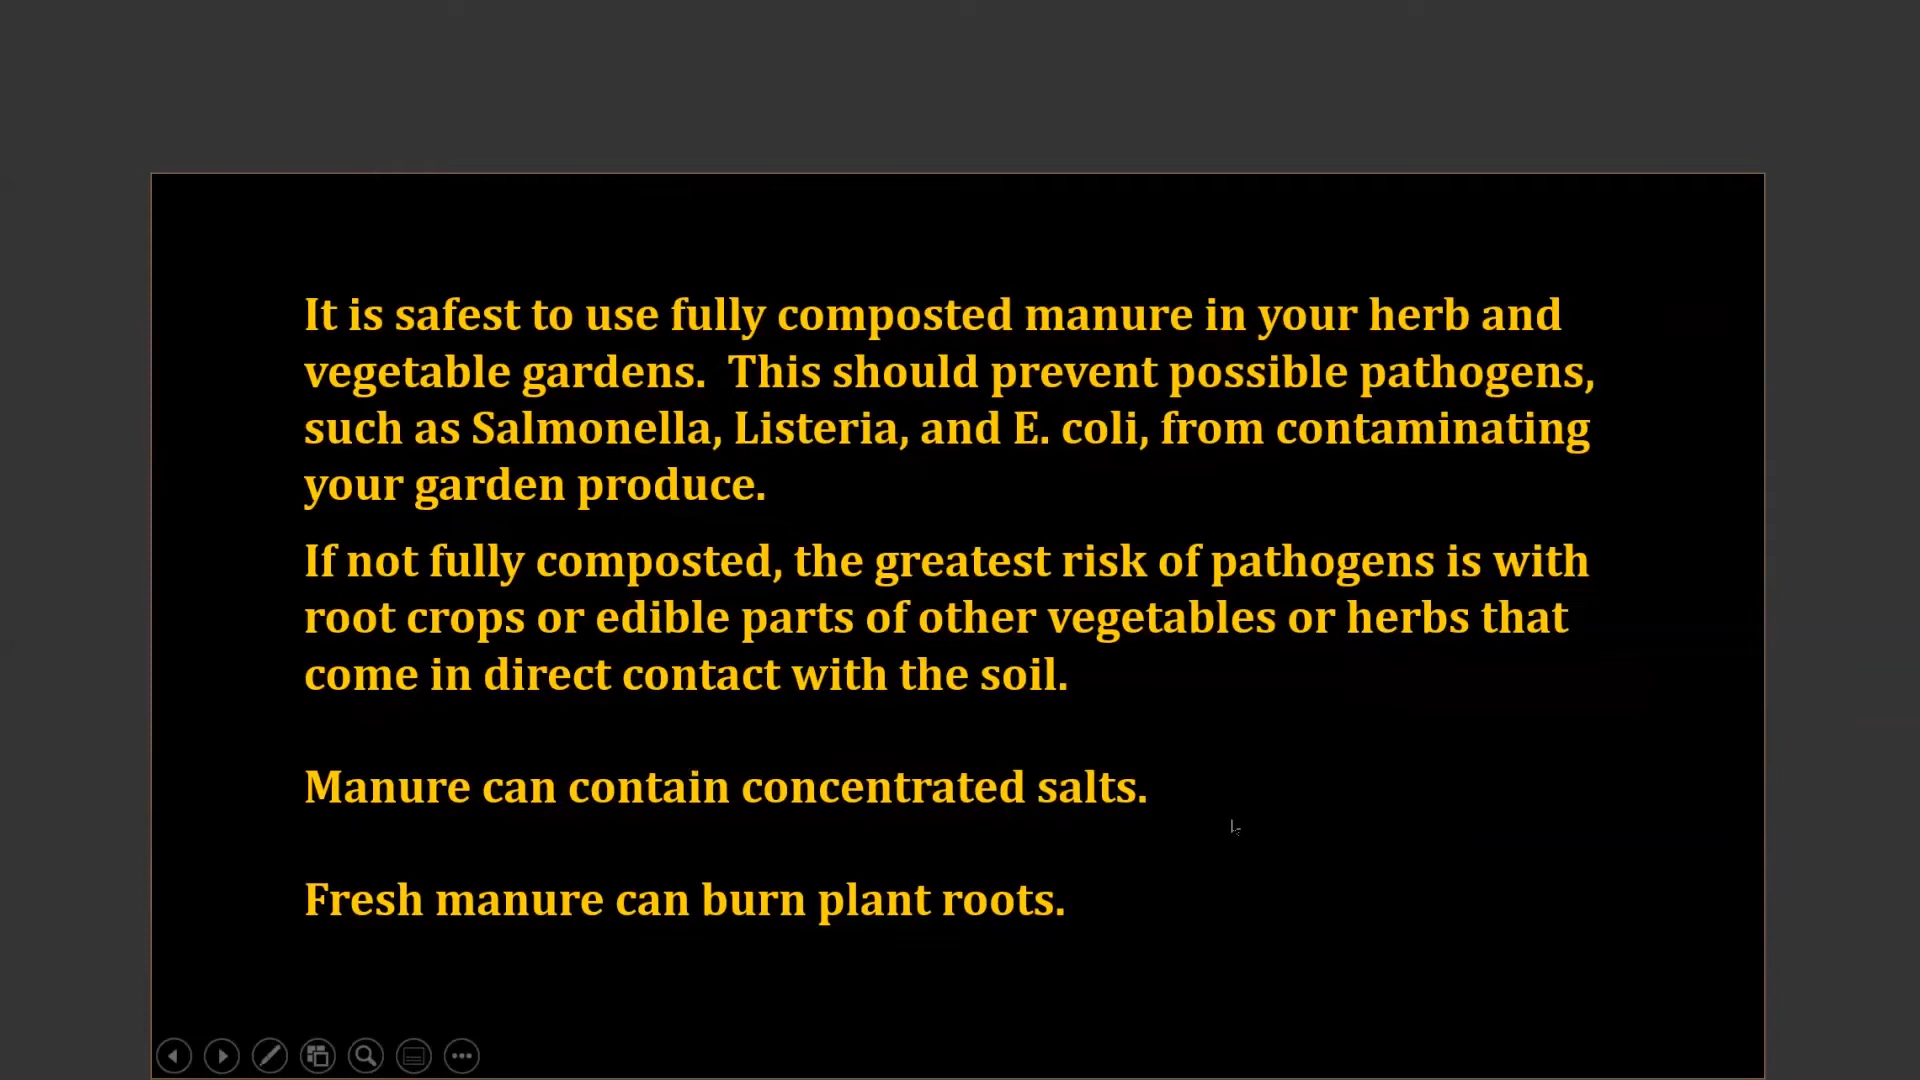 It is safest to use fully composted manure in your herb and
vegetable gardens.  This should prevent possible pathogens,
such as Salmonella, Listeria, and E. coli, from contaminating
your garden produce.
If not fully composted, the greatest risk of pathogens is with
root crops or edible parts of other vegetables or herbs that
come in direct contact with the soil.
Manure can contain concentrated salts.
Fresh manure can burn plant roots.